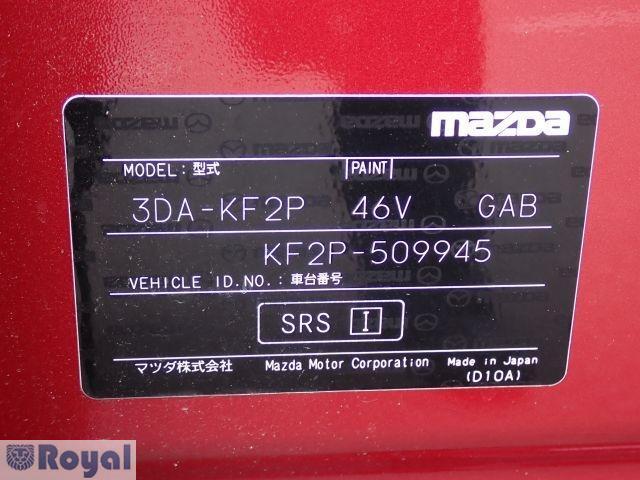 mazda
MODEL: 型式 PAINT
3DA-KF2P 46V GAB
KF2P-509945
VEHICLE ID.NO.: 車台番号
SRS I
マツダ株式会社 Mazda Motor Corporation Made in Japan
(D10A)
Royal